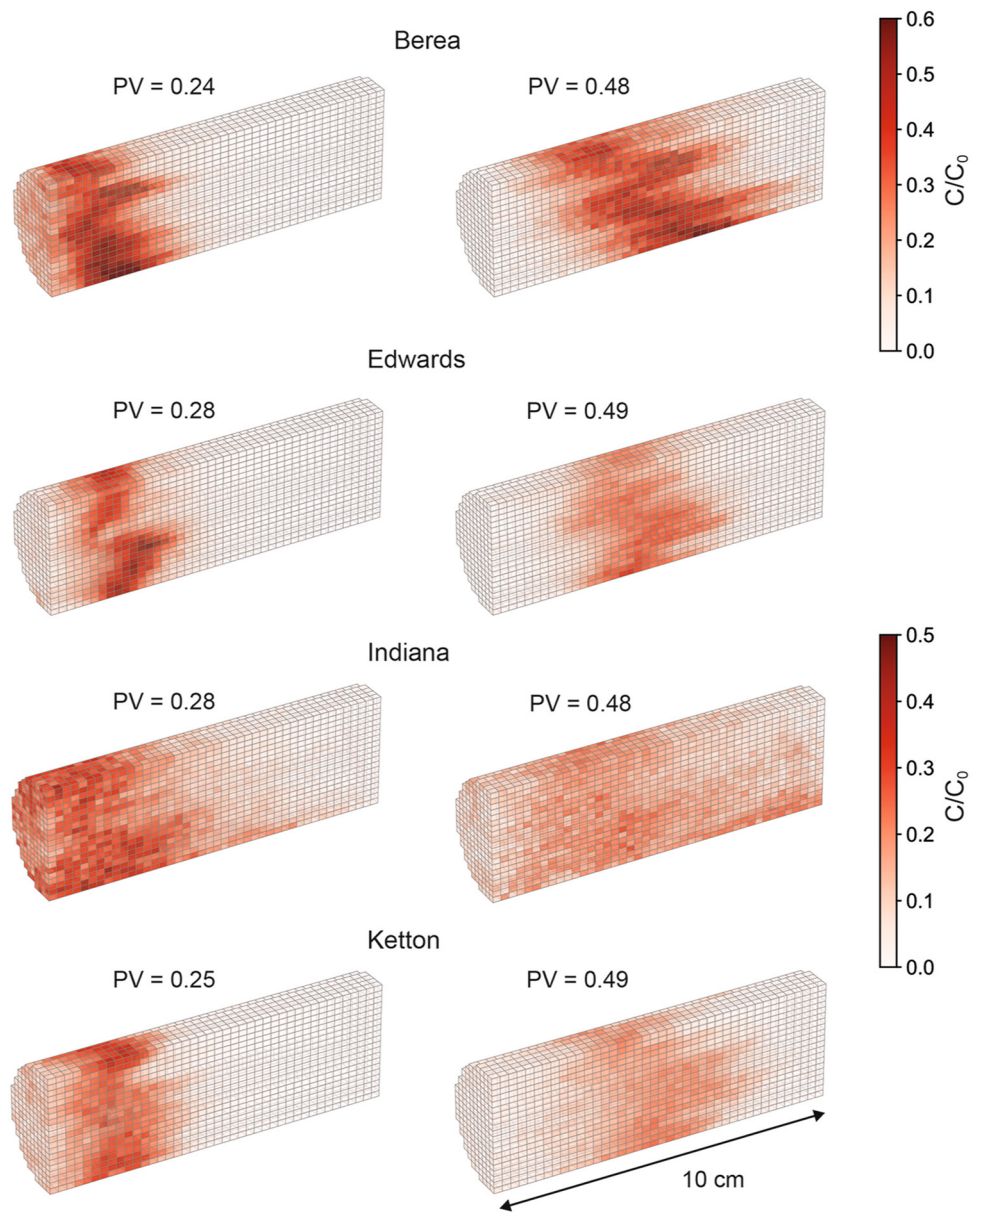 Berea
PV = 0.24
PV = 0.48
0.6
0.5
0.4
0.3
0.2
0.1
0.0
C/C0
Edwards
PV = 0.28
PV = 0.49
Indiana
PV = 0.28
PV = 0.48
0.5
0.4
0.3
0.2
0.1
0.0
C/C0
Ketton
PV = 0.25
PV = 0.49
10 cm